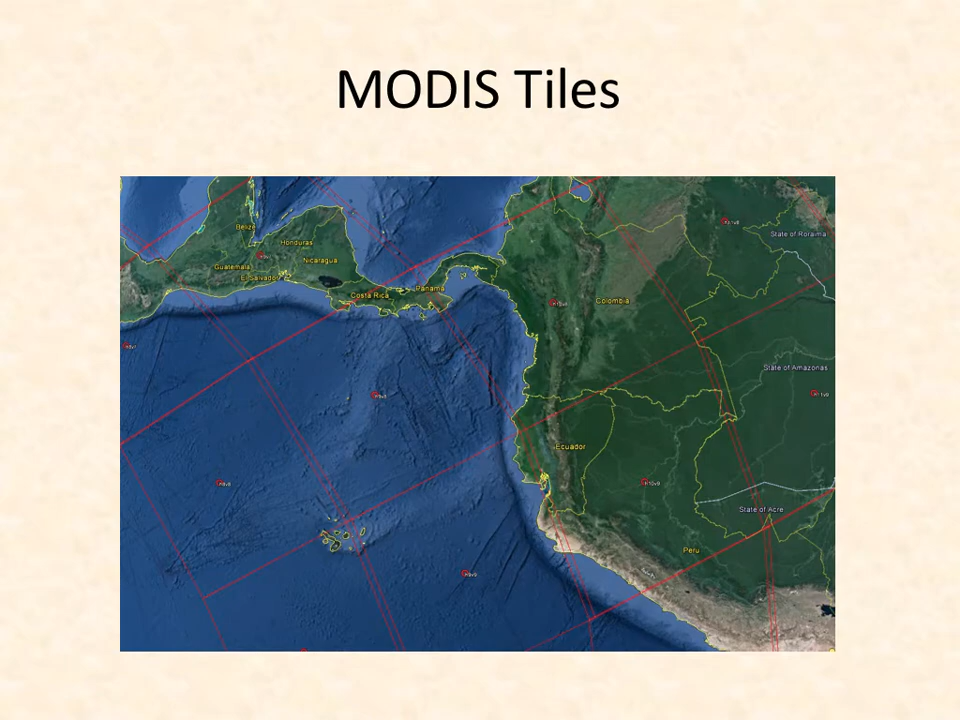 MODIS Tiles
Belize
Honduras
Guatemala
Nicaragua
El Salvador
Costa Rica
Panama
Colombia
State of Roraima
State of Amazonas
Ecuador
h10v9
State of Acre
Peru